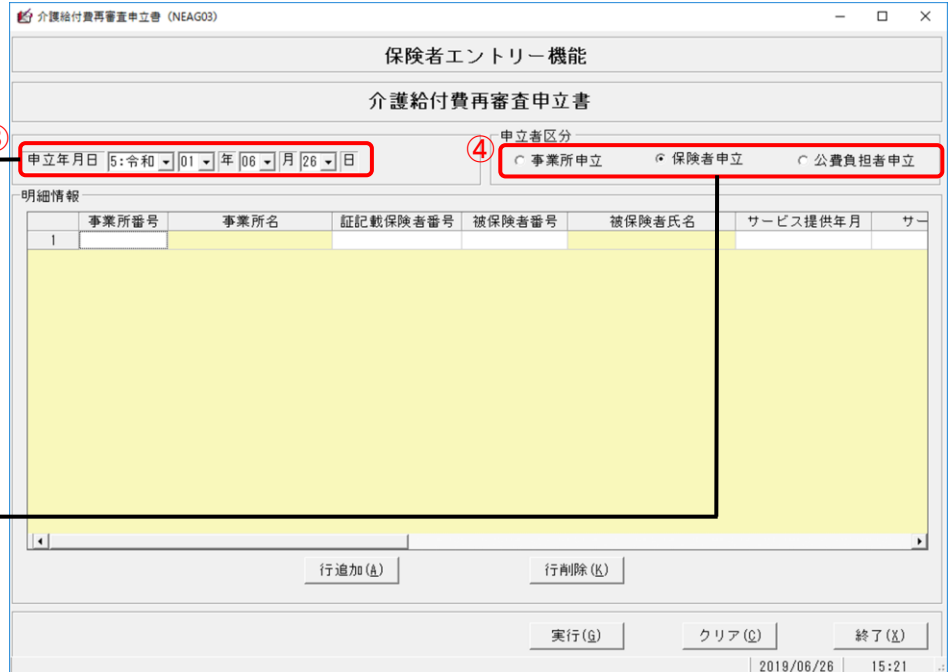 介護給付費再審査申立書 (NEAG03)
保険者エントリー機能
介護給付費再審査申立書
申立者区分
申立年月日 5:令和 01 年 06 月 26 日
④ 事業所申立 保険者申立 公費負担者申立
明細情報
事業所番号 事業所名 証記載保険者番号 被保険者番号 被保険者氏名 サービス提供年月 サー
1
行追加(A) 行削除(K)
実行(G) クリア(C) 終了(X)
2019/06/26 15:21